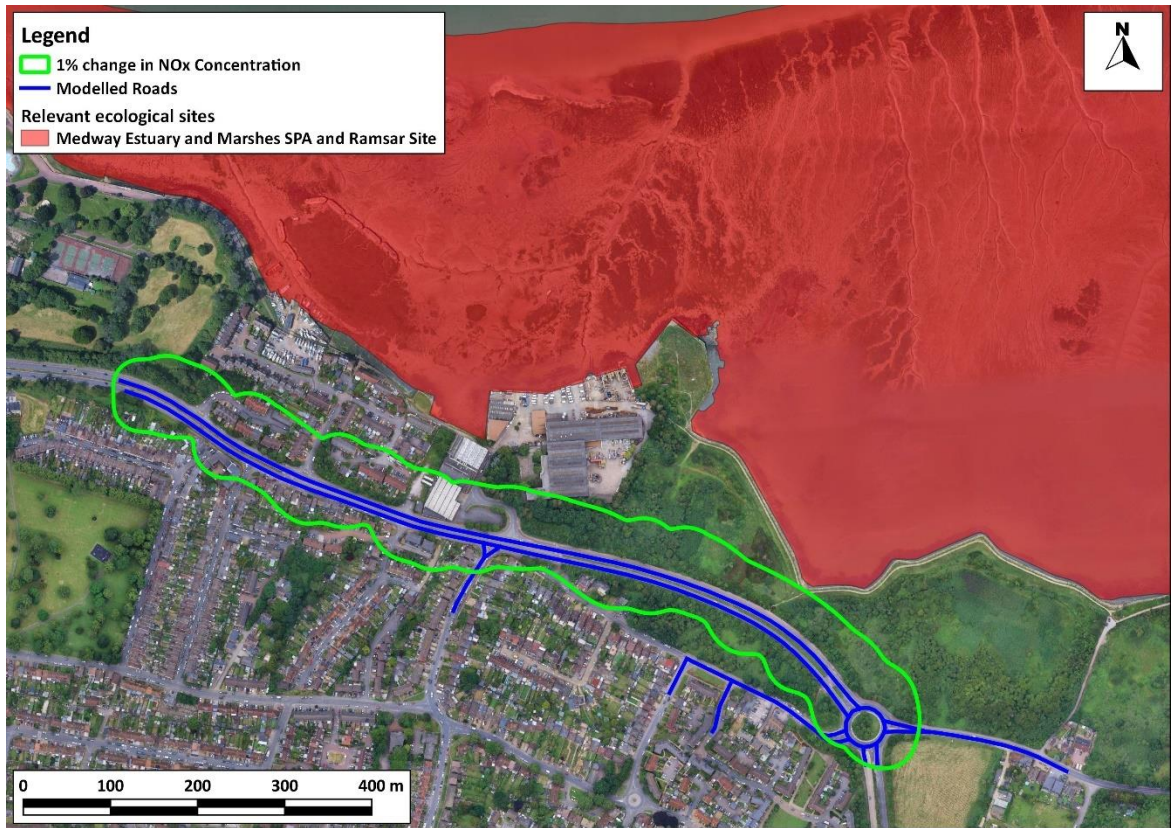 Legend
1% change in NOx Concentration
Modelled Roads
Relevant ecological sites
Medway Estuary and Marshes SPA and Ramsar Site
N
0 100 200 300 400 m